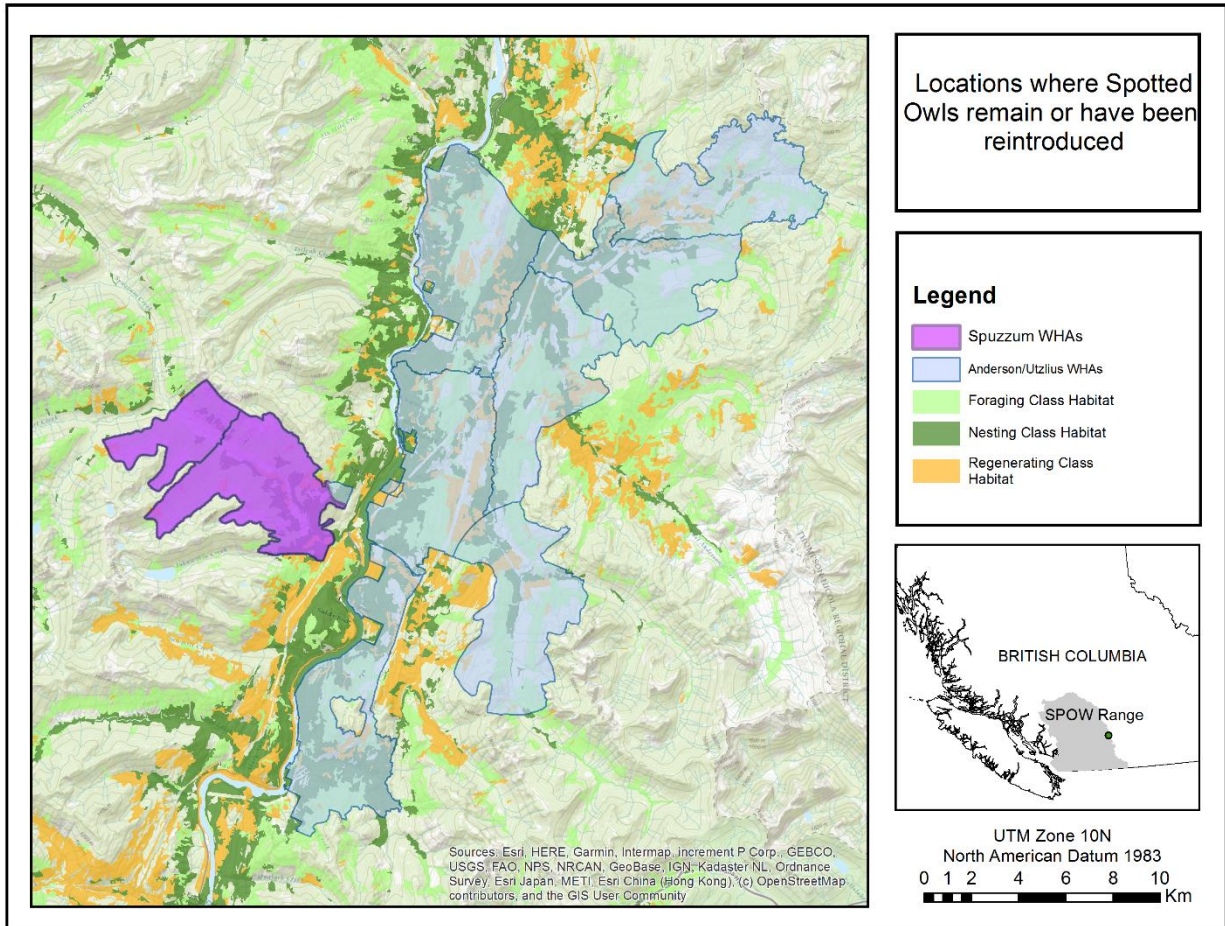 Locations where Spotted
Owls remain or have been
reintroduced
Legend
Spuzzum WHAs
Anderson/Utzlius WHAs
Foraging Class Habitat
Nesting Class Habitat
Regenerating Class
Habitat
BRITISH COLUMBIA
SPOW Range
UTM Zone 10N
North American Datum 1983
0 1 2 4 6 8 10
Km
Sources: Esri, HERE, Garmin, Intermap, increment P Corp., GEBCO,
USGS, FAO, NPS, NRCAN, GeoBase, IGN, Kadaster NL, Ordnance
Survey, Esri Japan, METI, Esri China (Hong Kong), (c) OpenStreetMap
contributors, and the GIS User Community